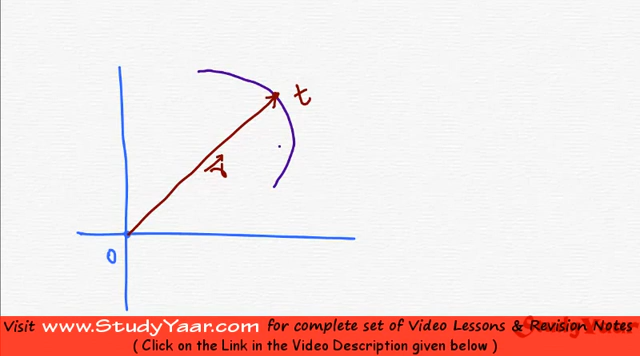 t
r
0
StudyYaar
Visit www.StudyYaar.com for complete set of Video Lessons & Revision Notes
( Click on the Link in the Video Description given below )